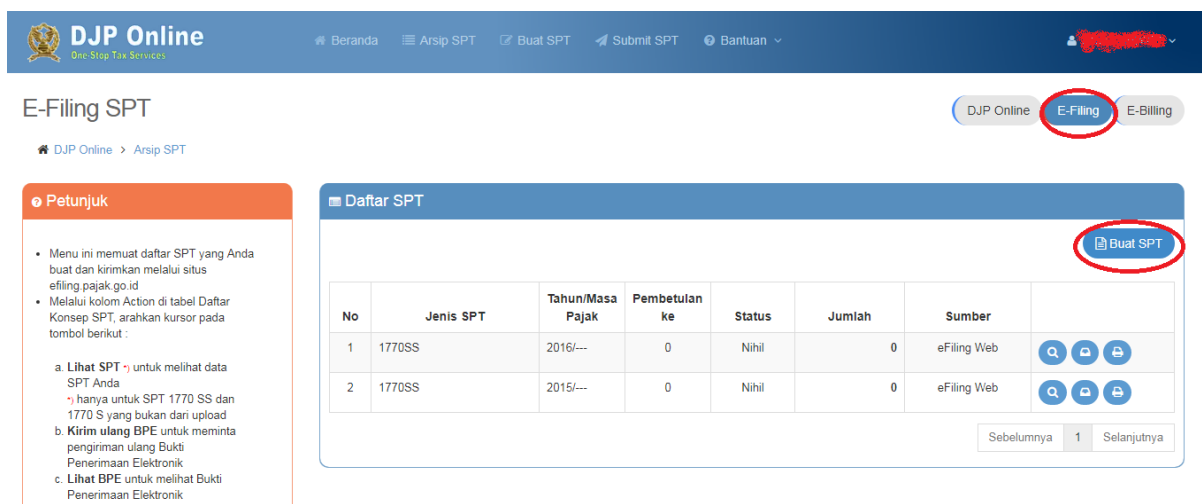 DJP Online
One-Stop Tax Services
Beranda Arsip SPT Buat SPT Submit SPT Bantuan
E-Filing SPT
DJP Online E-Filing E-Billing
DJP Online > Arsip SPT
Petunjuk
Menu ini memuat daftar SPT yang Anda
buat dan kirimkan melalui situs
efiling.pajak.go.id
Melalui kolom Action di tabel Daftar
Konsep SPT, arahkan kursor pada
tombol berikut :
a. Lihat SPT *) untuk melihat data
SPT Anda
*) hanya untuk SPT 1770 SS dan
1770 S yang bukan dari upload
b. Kirim ulang BPE untuk meminta
pengiriman ulang Bukti
Penerimaan Elektronik
c. Lihat BPE untuk melihat Bukti
Penerimaan Elektronik
Daftar SPT
Buat SPT
No Jenis SPT Tahun/Masa Pajak Pembetulan ke Status Jumlah Sumber
1 1770SS 2016/--- 0 Nihil 0 eFiling Web
2 1770SS 2015/--- 0 Nihil 0 eFiling Web
Sebelumnya 1 Selanjutnya